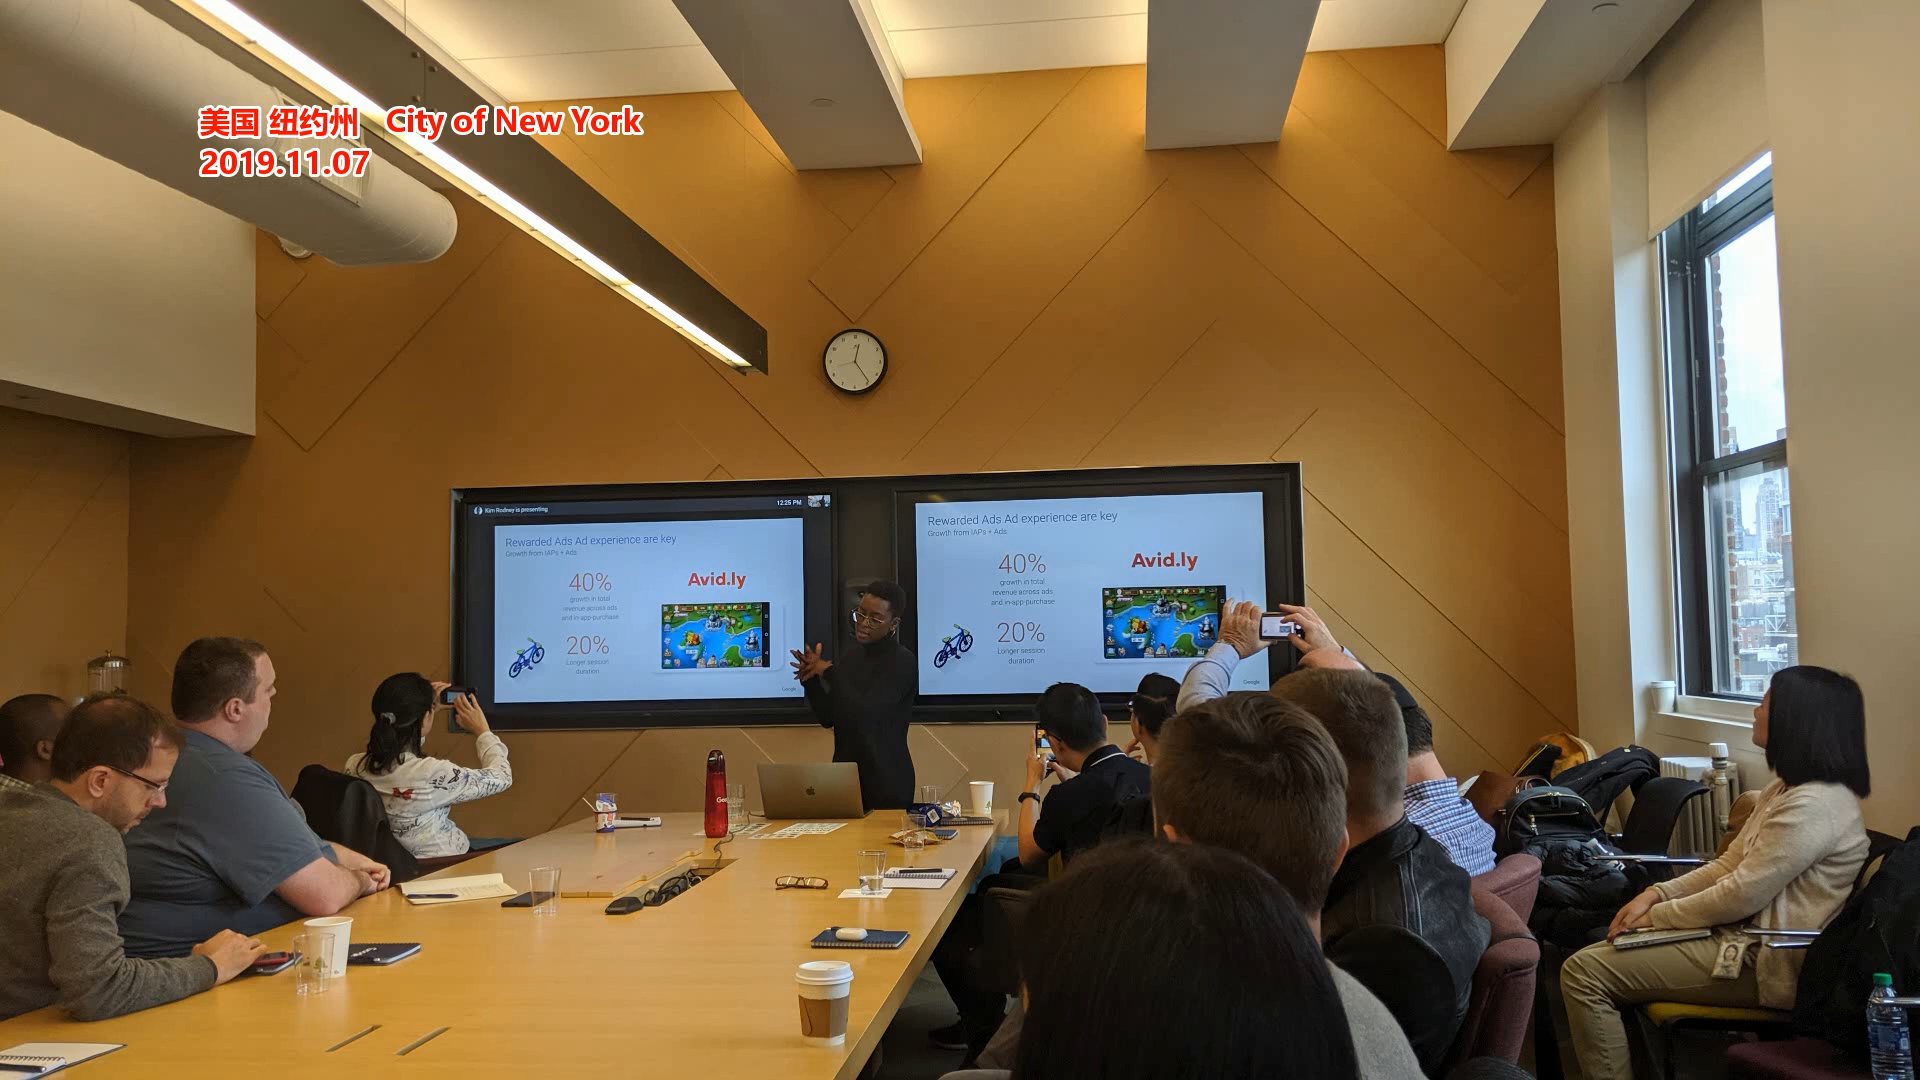 美国 纽约州 City of New York
2019.11.07
Kim Rodney is presenting
12:25 PM
Rewarded Ads Ad experience are key
Growth from IAPs + Ads
40%
growth in total
revenue across ads
and in-app purchase
20%
Longer session
duration
Avid.ly
Google
Rewarded Ads Ad experience are key
Growth from IAPs + Ads
40%
growth in total
revenue across ads
and in-app purchase
20%
Longer session
duration
Avid.ly
Google